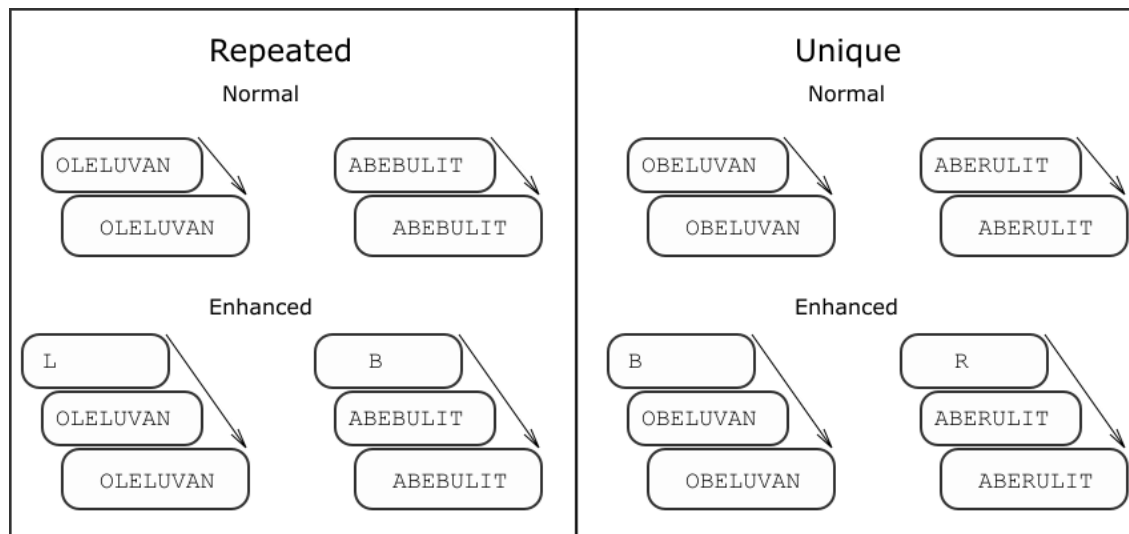 Repeated
Normal
OLELUVAN ABEBULIT
OLELUVAN ABEBULIT
Enhanced
L B
OLELUVAN ABEBULIT
OLELUVAN ABEBULIT
Unique
Normal
OBELUVAN ABERULIT
OBELUVAN ABERULIT
Enhanced
B R
OBELUVAN ABERULIT
OBELUVAN ABERULIT